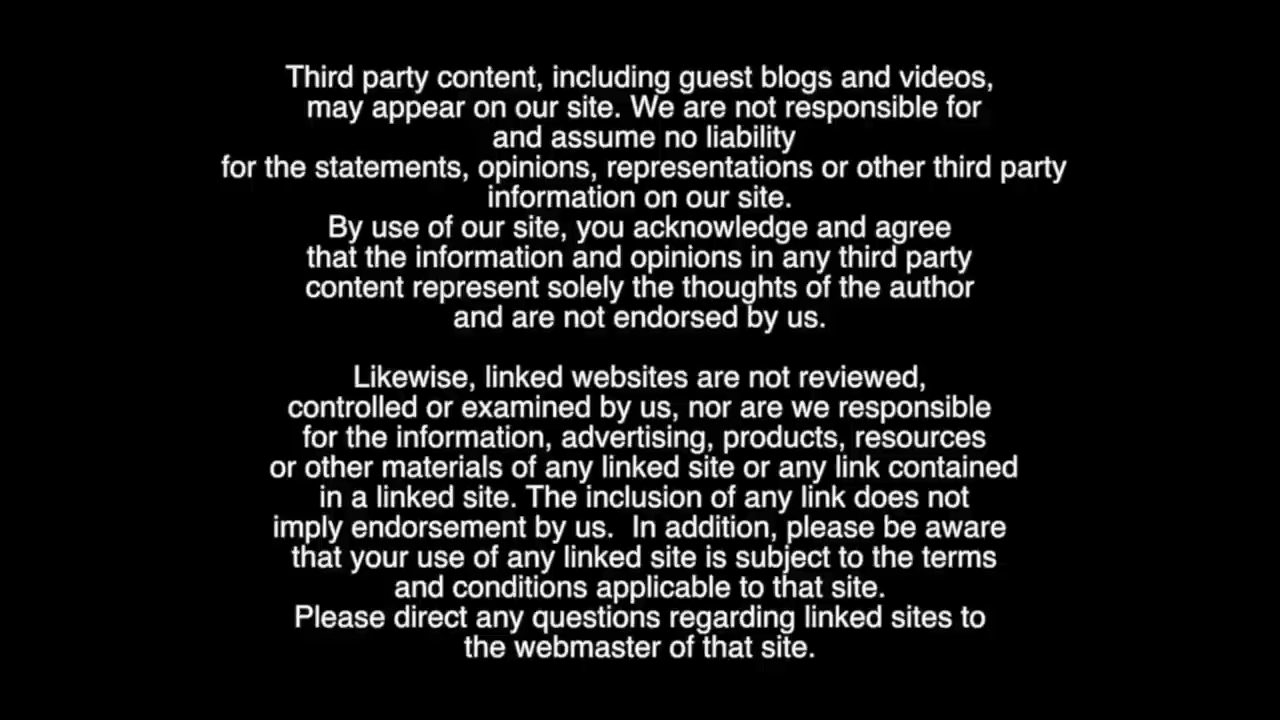 Third party content, including guest blogs and videos,
may appear on our site. We are not responsible for
and assume no liability
for the statements, opinions, representations or other third party
information on our site.
By use of our site, you acknowledge and agree
that the information and opinions in any third party
content represent solely the thoughts of the author
and are not endorsed by us.
Likewise, linked websites are not reviewed,
controlled or examined by us, nor are we responsible
for the information, advertising, products, resources
or other materials of any linked site or any link contained
in a linked site. The inclusion of any link does not
imply endorsement by us.  In addition, please be aware
that your use of any linked site is subject to the terms
and conditions applicable to that site.
Please direct any questions regarding linked sites to
the webmaster of that site.